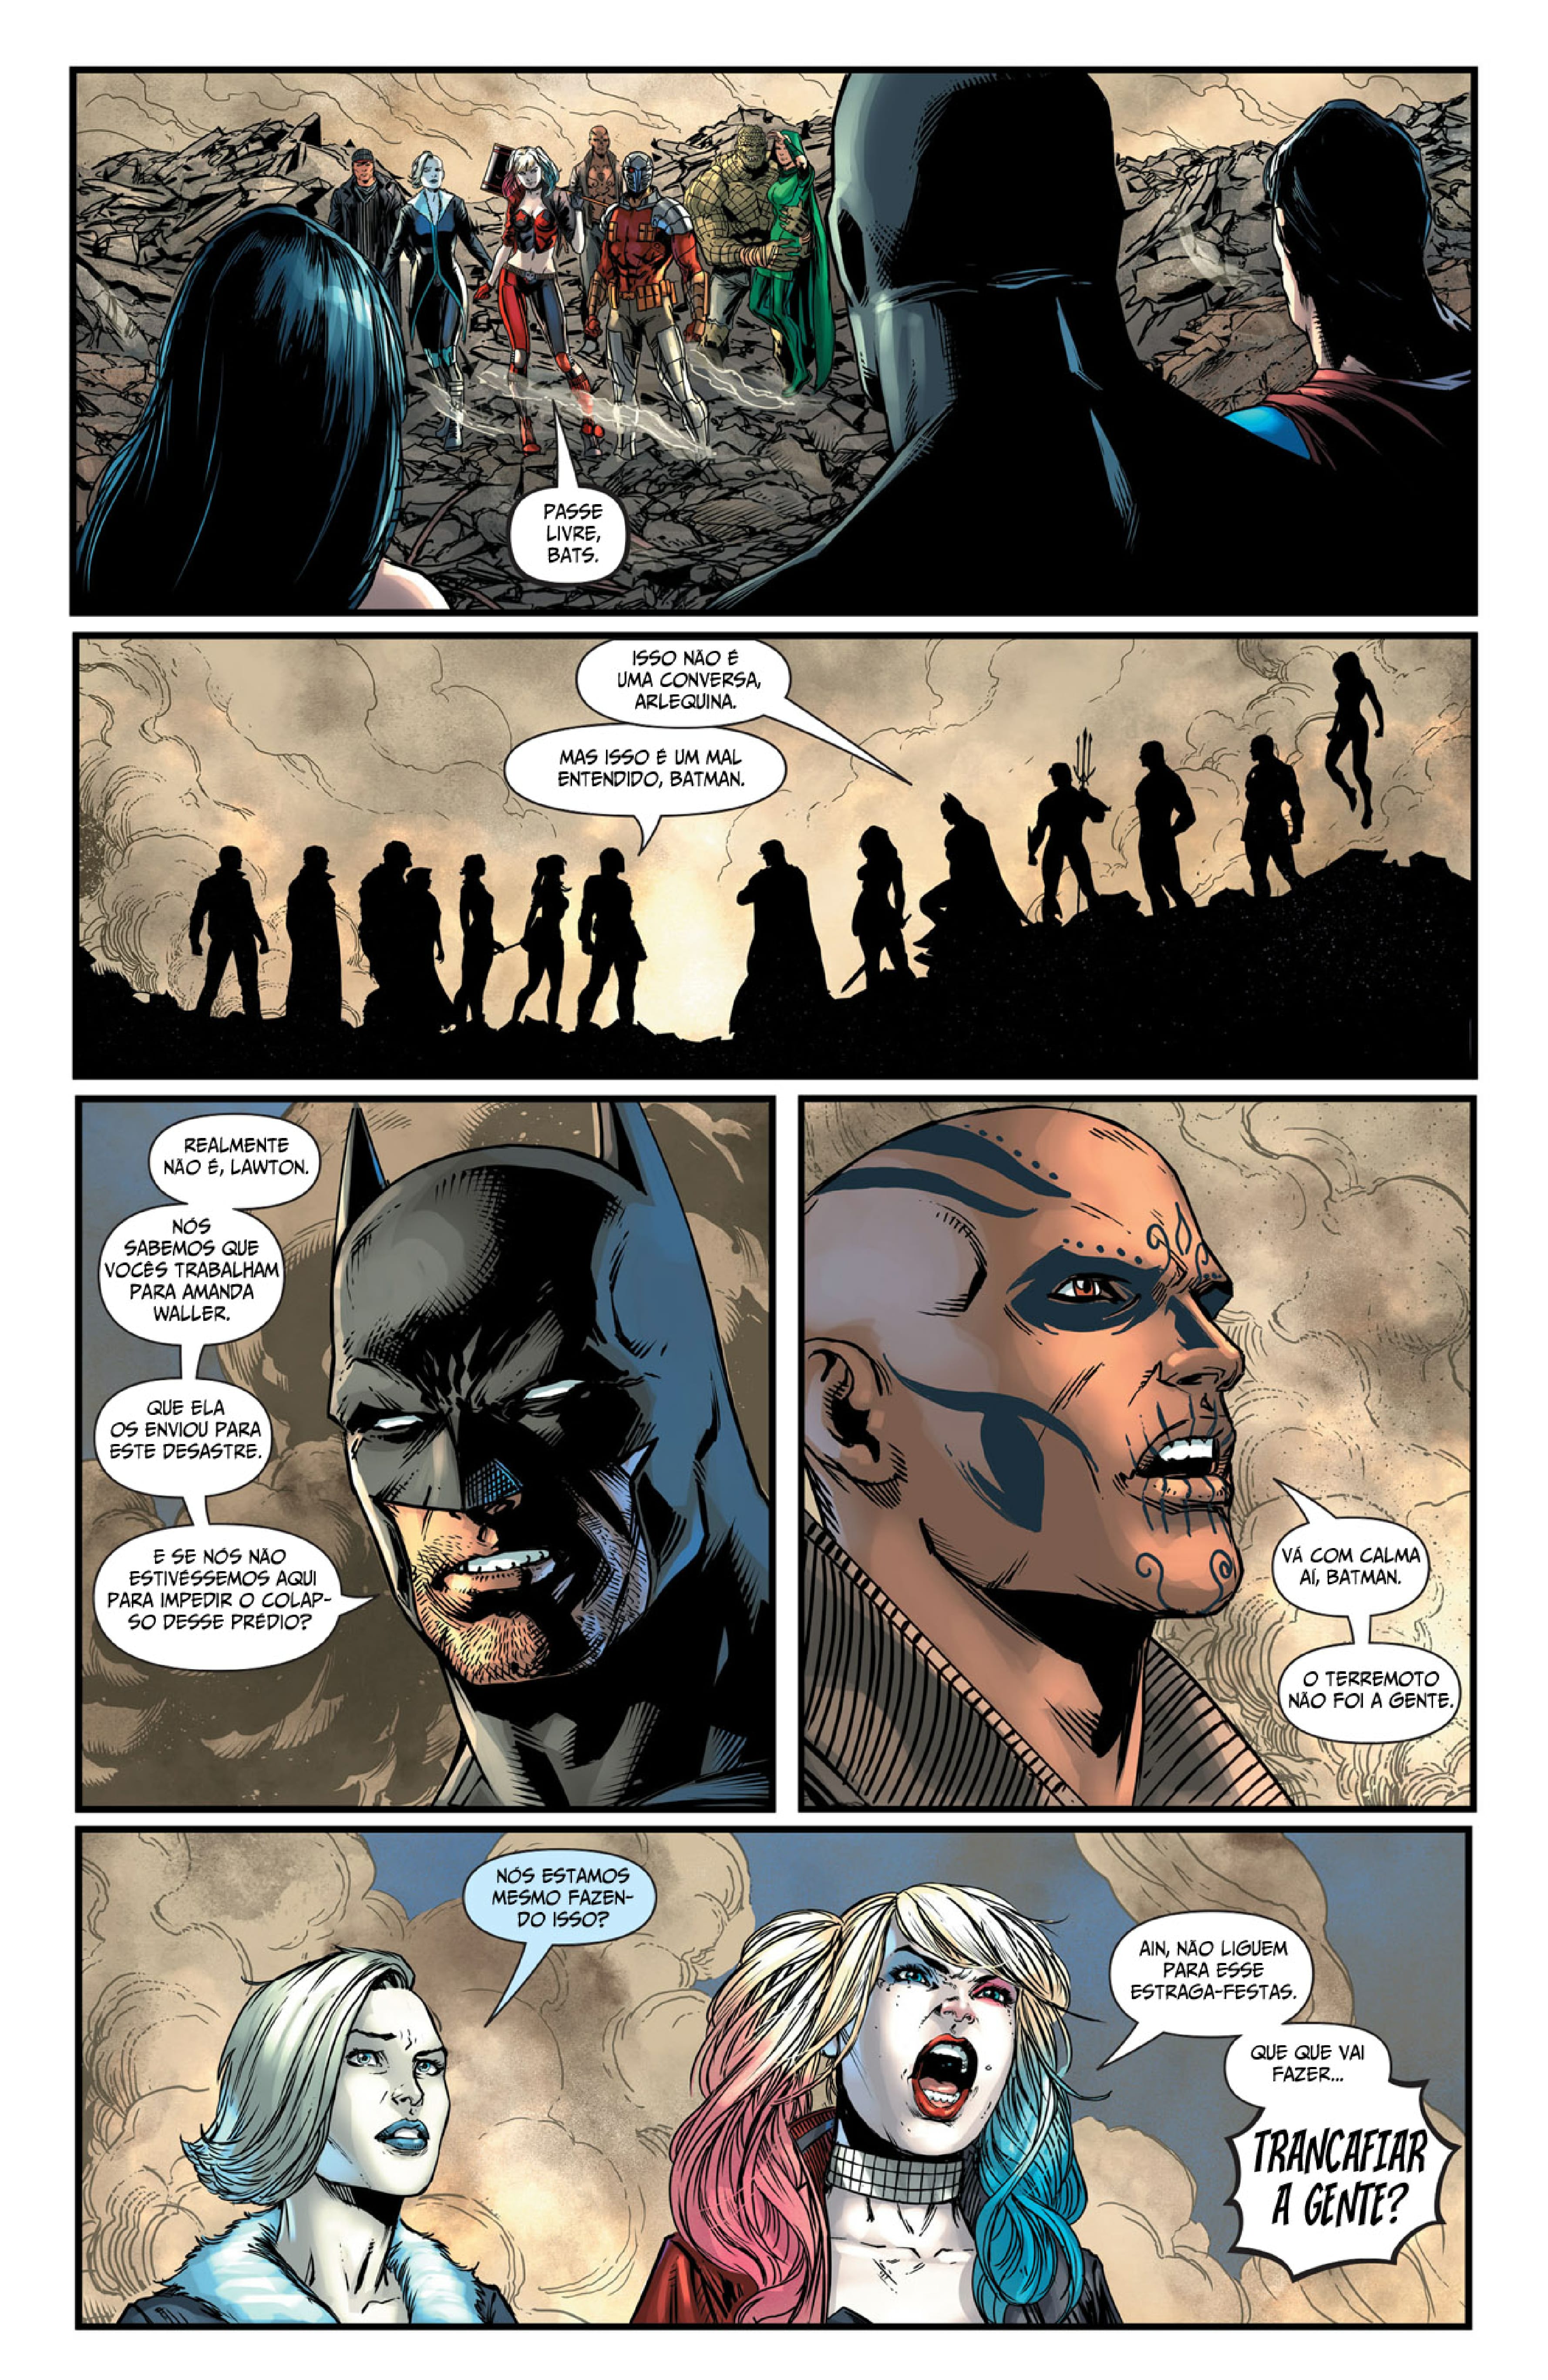 PASSE
LIVRE,
BATS.
ISSO NÃO É
UMA CONVERSA,
ARLEQUINA.
MAS ISSO É UM MAL
ENTENDIDO, BATMAN.
REALMENTE
NÃO É, LAWTON.
NÓS
SABEMOS QUE
VOCÊS TRABALHAM
PARA AMANDA
WALLER.
QUE ELA
OS ENVIOU PARA
ESTE DESASTRE.
E SE NÓS NÃO
ESTIVÉSSEMOS AQUI
PARA IMPEDIR O COLAP-
SO DESSE PRÉDIO?
VÁ COM CALMA
AÍ, BATMAN.
O TERREMOTO
NÃO FOI A GENTE.
NÓS ESTAMOS
MESMO FAZEN-
DO ISSO?
AIN, NÃO LIGUEM
PARA ESSE
ESTRAGA-FESTAS.
QUE QUE VAI
FAZER...
TRANCAFIAR
A GENTE?